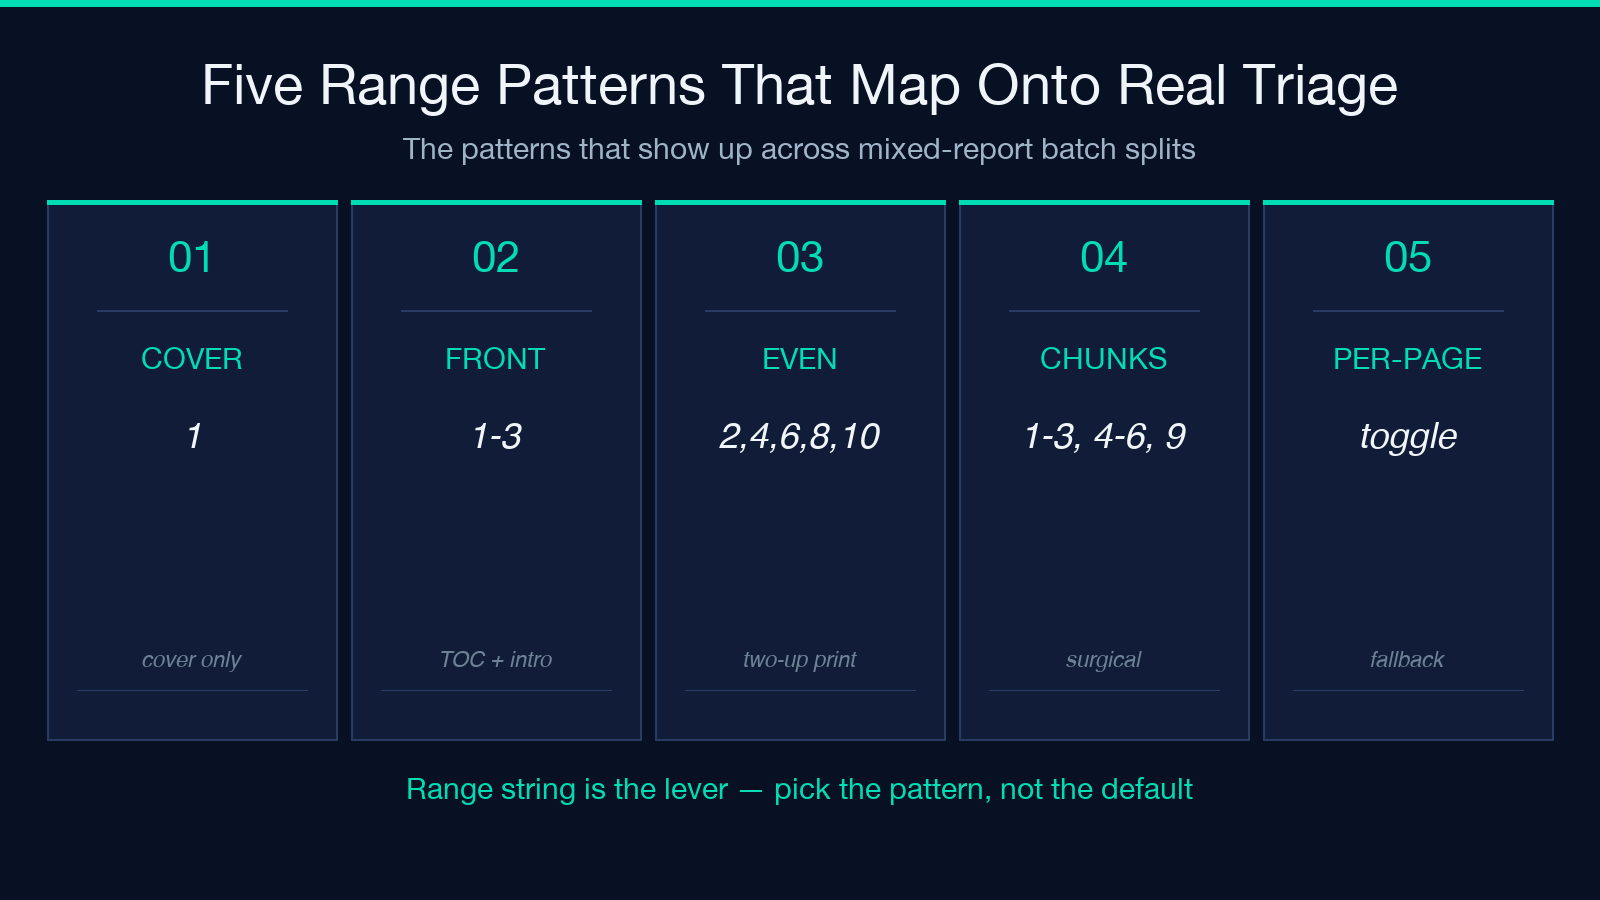 Five Range Patterns That Map Onto Real Triage
The patterns that show up across mixed-report batch splits
01
COVER
1
cover only
02
FRONT
1-3
TOC + intro
03
EVEN
2,4,6,8,10
two-up print
04
CHUNKS
1-3, 4-6, 9
surgical
05
PER-PAGE
toggle
fallback
Range string is the lever — pick the pattern, not the default